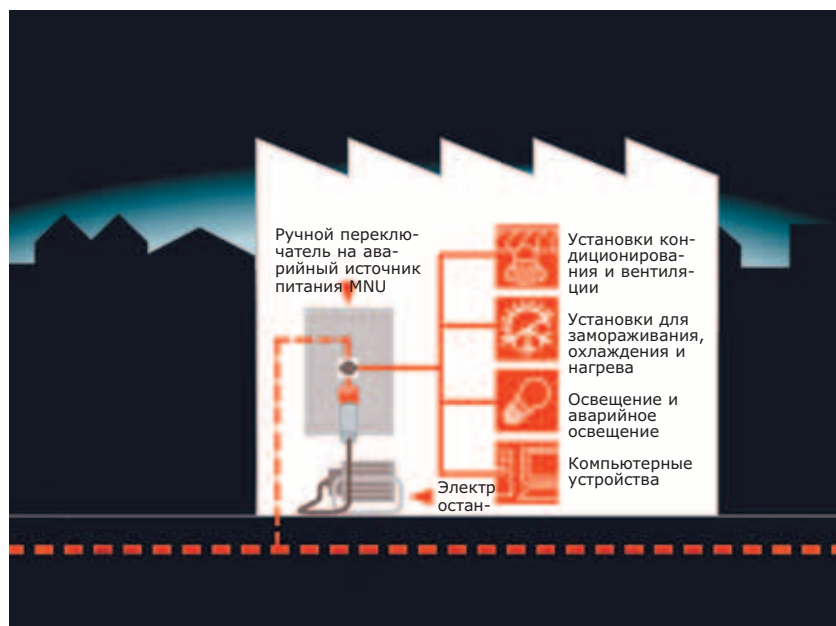 Ручной переклю-
чатель на ава-
рийный источник
питания MNU
Установки кон-
диционирова-
ния и вентиля-
ции
Установки для
замораживания,
охлаждения и
нагрева
Освещение и
аварийное
освещение
Компьютерные
устройства
Электр
остан-